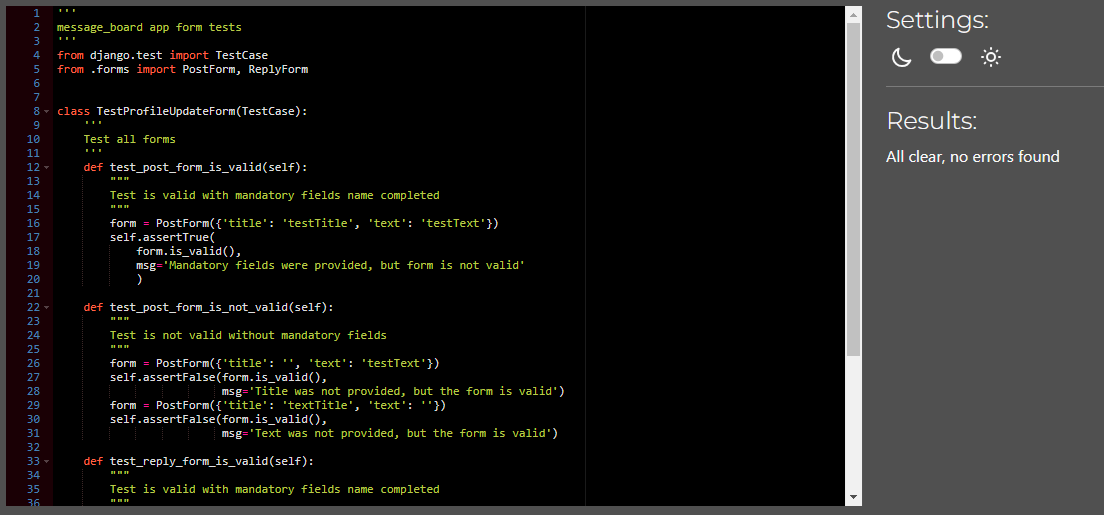 1 '''
2 message_board app form tests
3 '''
4 from django.test import TestCase
5 from .forms import PostForm, ReplyForm
6
7
8 class TestProfileUpdateForm(TestCase):
9     '''
10     Test all forms
11     '''
12     def test_post_form_is_valid(self):
13         """
14         Test is valid with mandatory fields name completed
15         """
16         form = PostForm({'title': 'testTitle', 'text': 'testText'})
17         self.assertTrue(
18             form.is_valid(),
19             msg='Mandatory fields were provided, but form is not valid'
20             )
21
22     def test_post_form_is_not_valid(self):
23         """
24         Test is not valid without mandatory fields
25         """
26         form = PostForm({'title': '', 'text': 'testText'})
27         self.assertFalse(form.is_valid(),
28                          msg='Title was not provided, but the form is valid')
29         form = PostForm({'title': 'textTitle', 'text': ''})
30         self.assertFalse(form.is_valid(),
31                          msg='Text was not provided, but the form is valid')
32
33     def test_reply_form_is_valid(self):
34         """
35         Test is valid with mandatory fields name completed
36         """
Settings:
Results:
All clear, no errors found